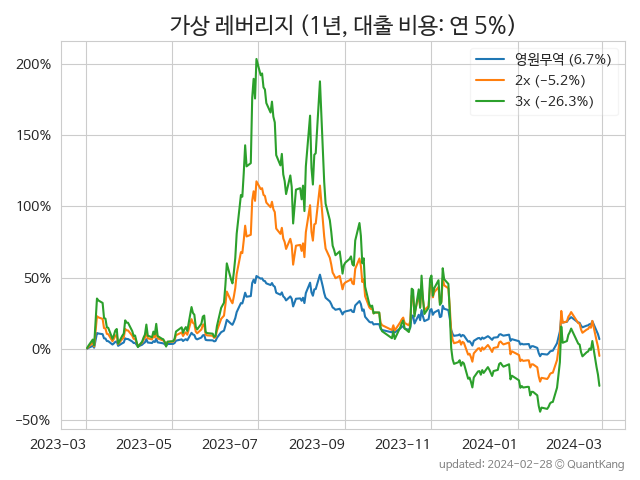 가상 레버리지 (1년, 대출 비용: 연 5%)
영원무역 (6.7%)
2x (−5.2%)
3x (−26.3%)
200%
150%
100%
50%
0%
−50%
2023-03 2023-05 2023-07 2023-09 2023-11 2024-01 2024-03
updated: 2024-02-28 © QuantKang